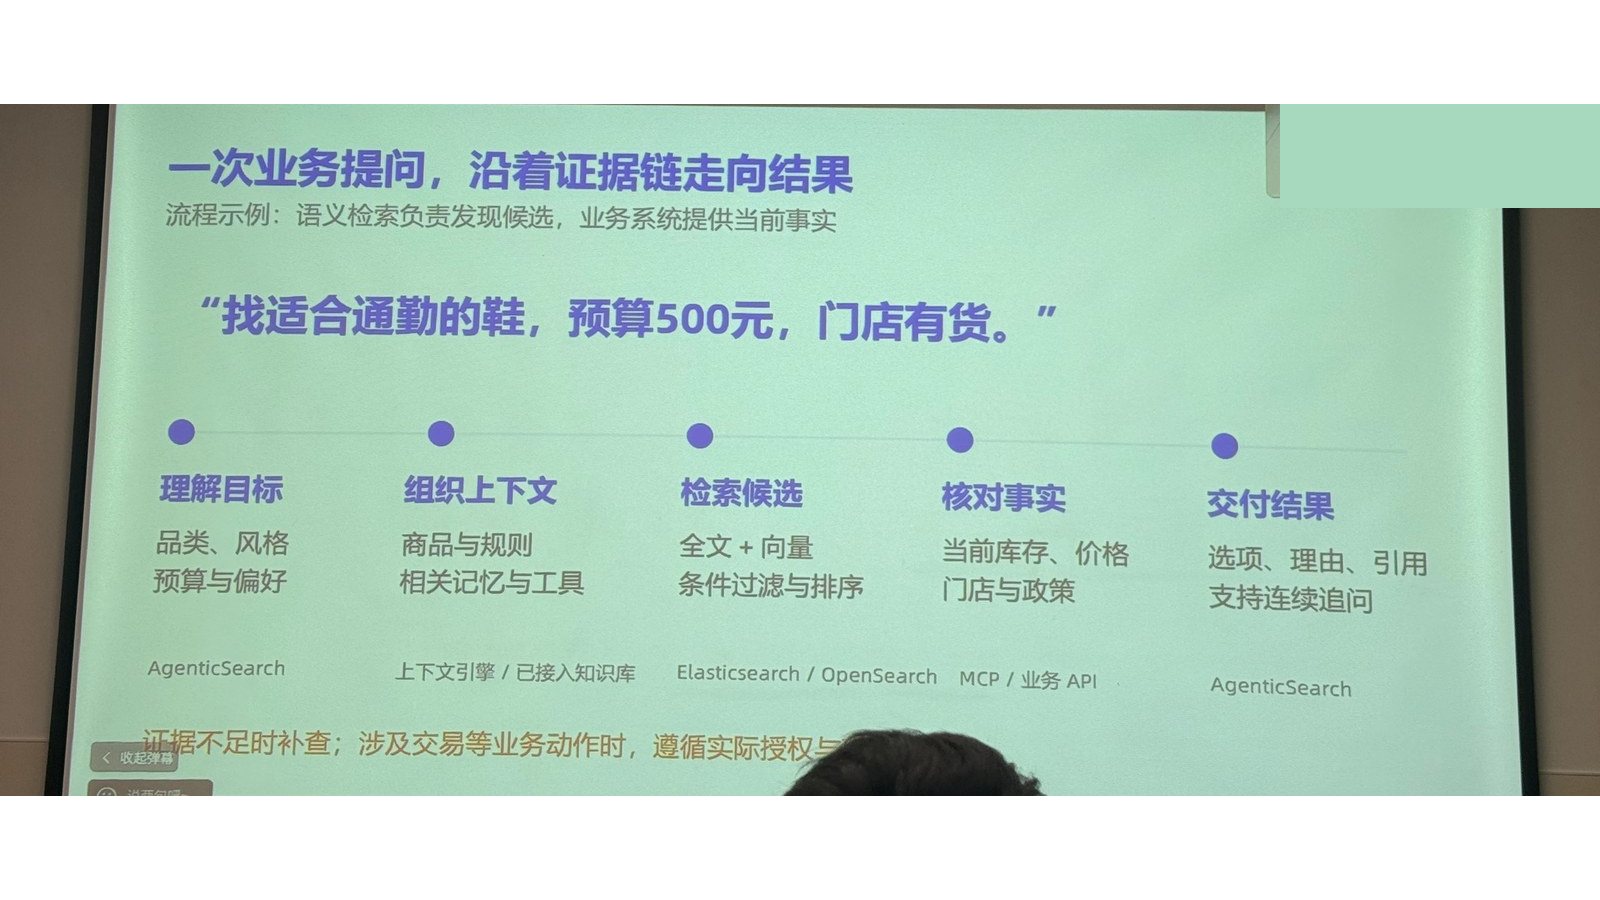 一次业务提问，沿着证据链走向结果
流程示例：语义检索负责发现候选，业务系统提供当前事实
“找适合通勤的鞋，预算500元，门店有货。”
理解目标
品类、风格
预算与偏好
AgenticSearch
组织上下文
商品与规则
相关记忆与工具
上下文引擎 / 已接入知识库
检索候选
全文 + 向量
条件过滤与排序
Elasticsearch / OpenSearch
核对事实
当前库存、价格
门店与政策
MCP / 业务 API
交付结果
选项、理由、引用
支持连续追问
AgenticSearch
证据不足时补查；涉及交易等业务动作时，遵循实际授权与
收起弹幕